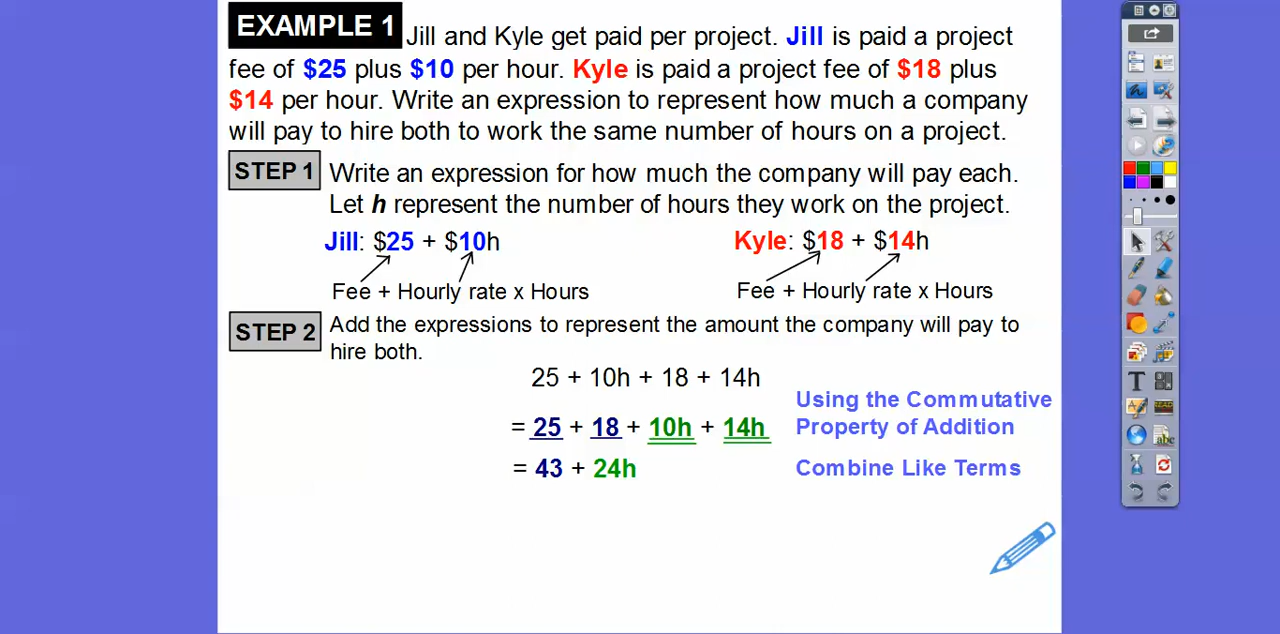 EXAMPLE 1 Jill and Kyle get paid per project. Jill is paid a project
fee of $25 plus $10 per hour. Kyle is paid a project fee of $18 plus
$14 per hour. Write an expression to represent how much a company
will pay to hire both to work the same number of hours on a project.
STEP 1 Write an expression for how much the company will pay each.
Let h represent the number of hours they work on the project.
Jill: $25 + $10h Kyle: $18 + $14h
Fee + Hourly rate x Hours Fee + Hourly rate x Hours
STEP 2 Add the expressions to represent the amount the company will pay to
hire both.
25 + 10h + 18 + 14h
Using the Commutative
= 25 + 18 + 10h + 14h Property of Addition
= 43 + 24h Combine Like Terms